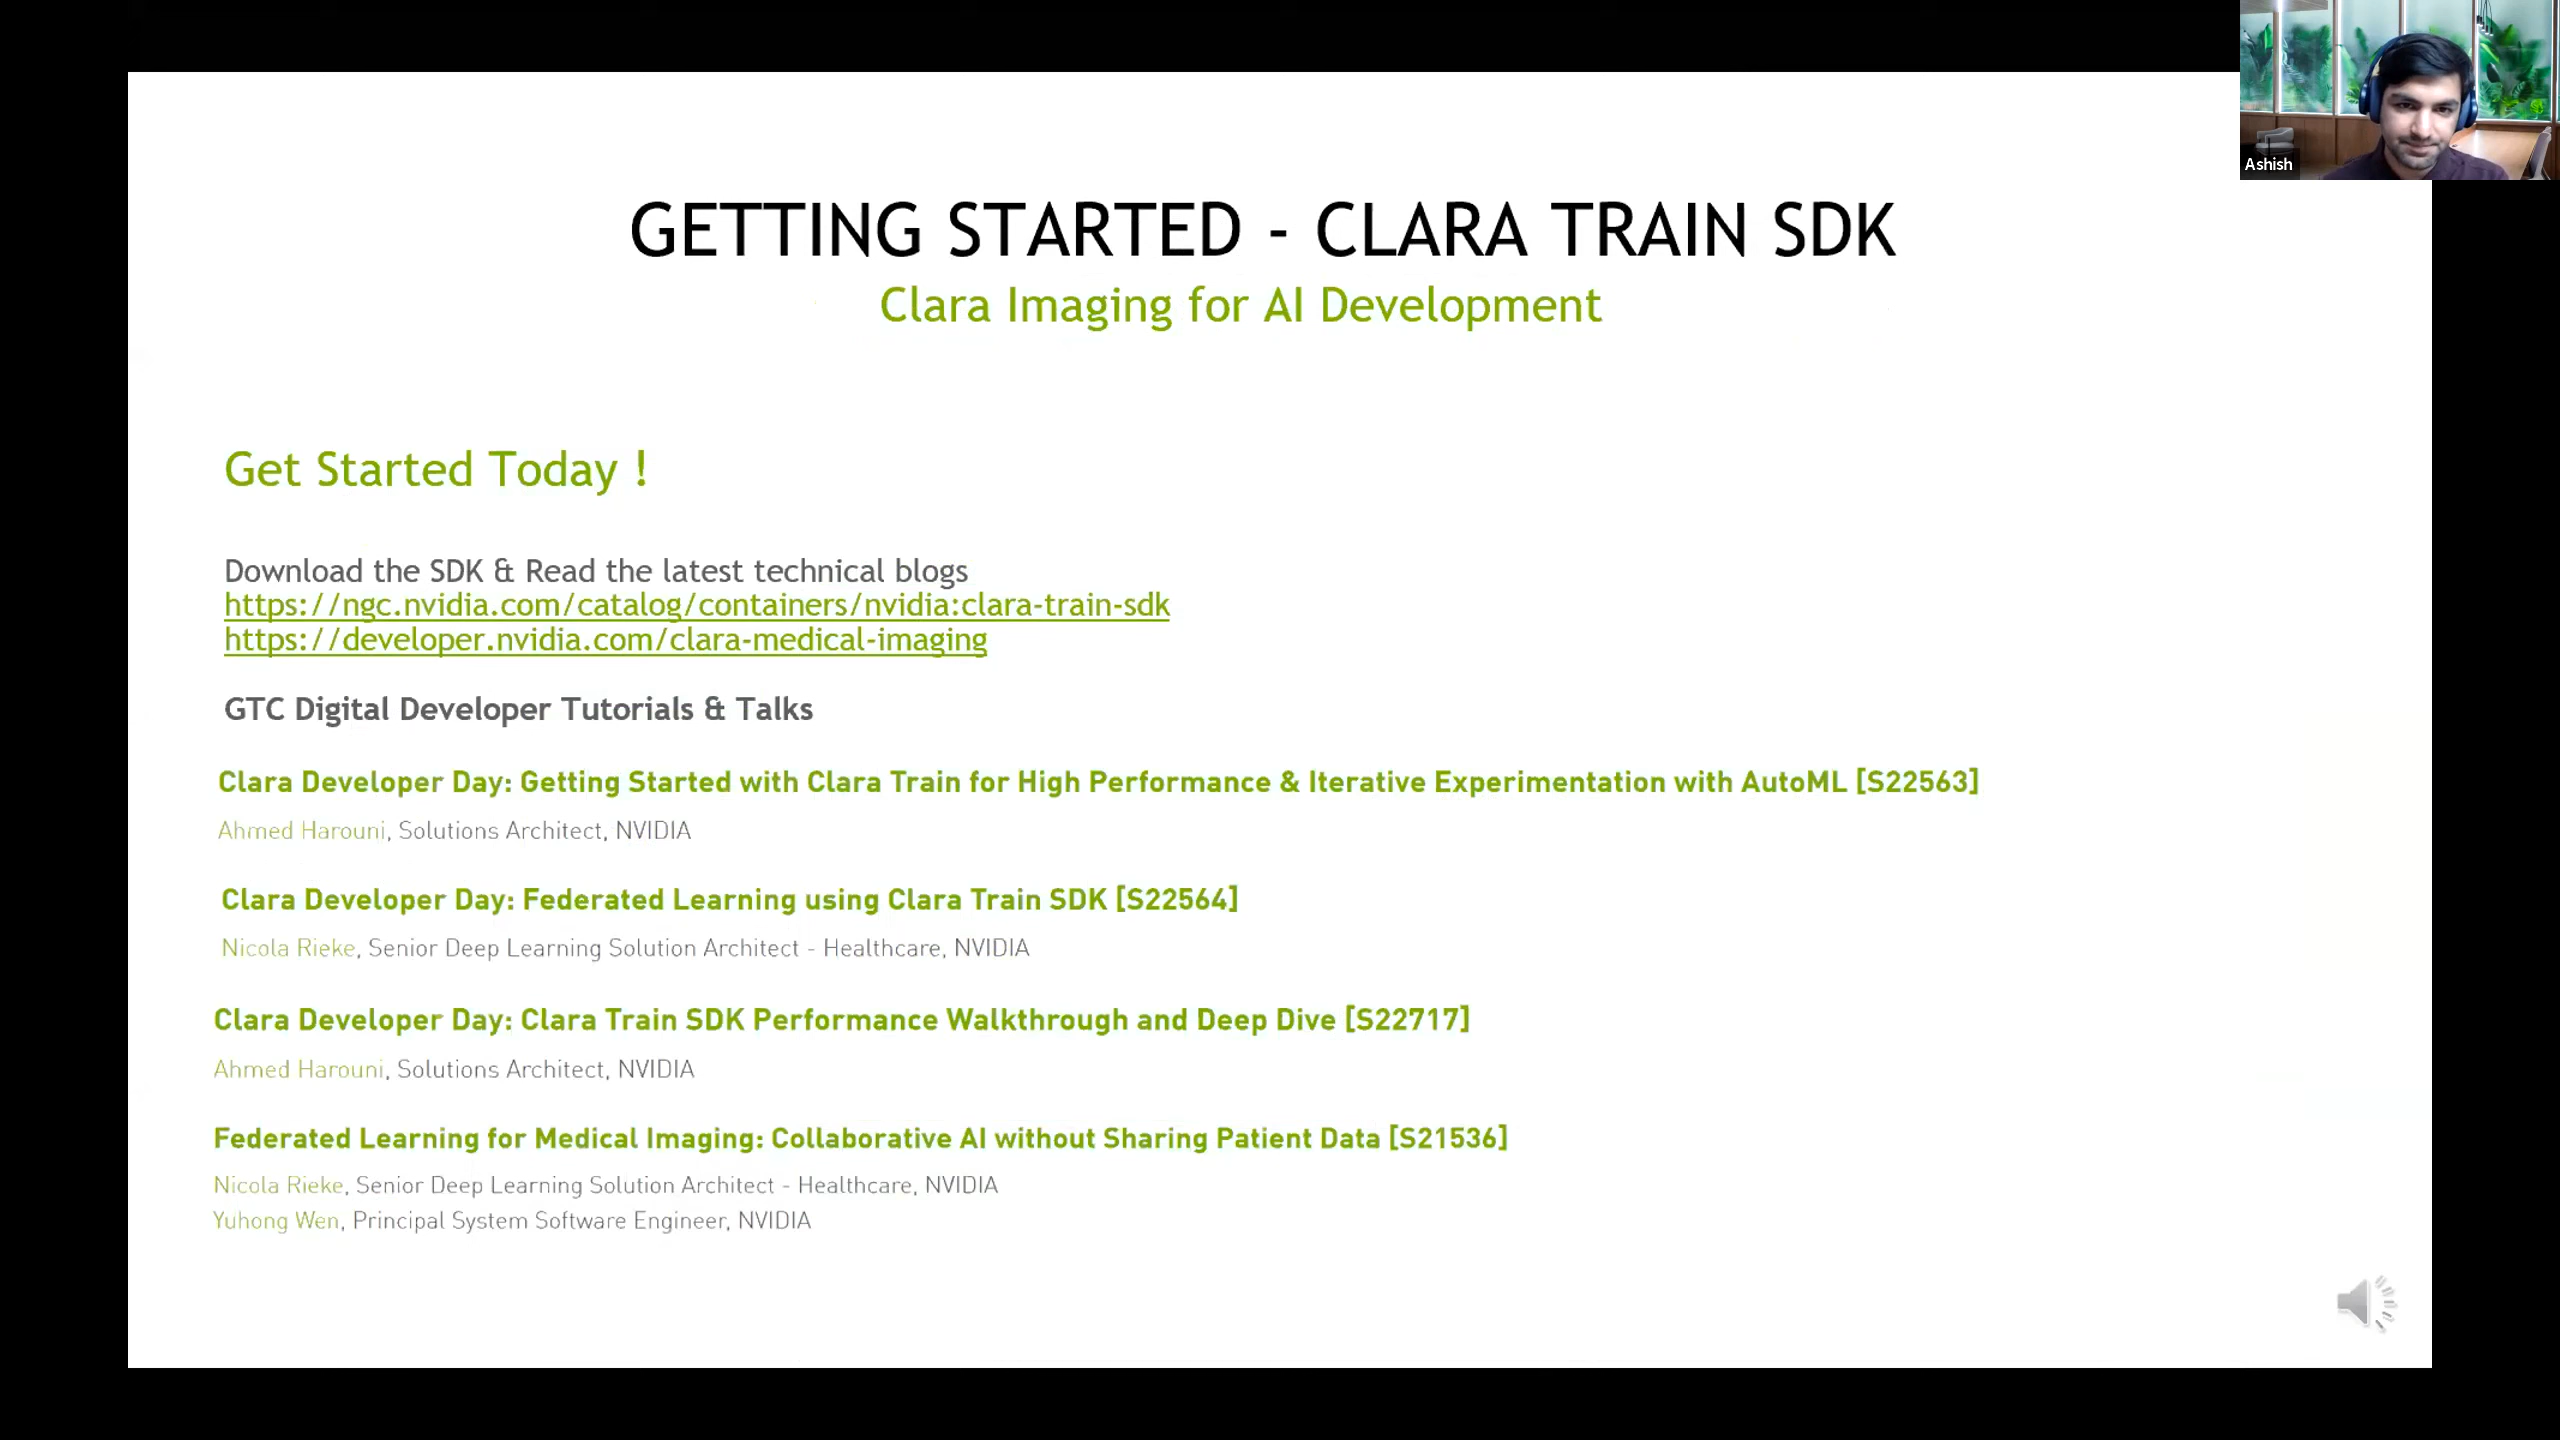 Ashish
GETTING STARTED - CLARA TRAIN SDK
Clara Imaging for AI Development
Get Started Today !
Download the SDK & Read the latest technical blogs
https://ngc.nvidia.com/catalog/containers/nvidia:clara-train-sdk
https://developer.nvidia.com/clara-medical-imaging
GTC Digital Developer Tutorials & Talks
Clara Developer Day: Getting Started with Clara Train for High Performance & Iterative Experimentation with AutoML [S22563]
Ahmed Harouni, Solutions Architect, NVIDIA
Clara Developer Day: Federated Learning using Clara Train SDK [S22564]
Nicola Rieke, Senior Deep Learning Solution Architect - Healthcare, NVIDIA
Clara Developer Day: Clara Train SDK Performance Walkthrough and Deep Dive [S22717]
Ahmed Harouni, Solutions Architect, NVIDIA
Federated Learning for Medical Imaging: Collaborative AI without Sharing Patient Data [S21536]
Nicola Rieke, Senior Deep Learning Solution Architect - Healthcare, NVIDIA
Yuhong Wen, Principal System Software Engineer, NVIDIA